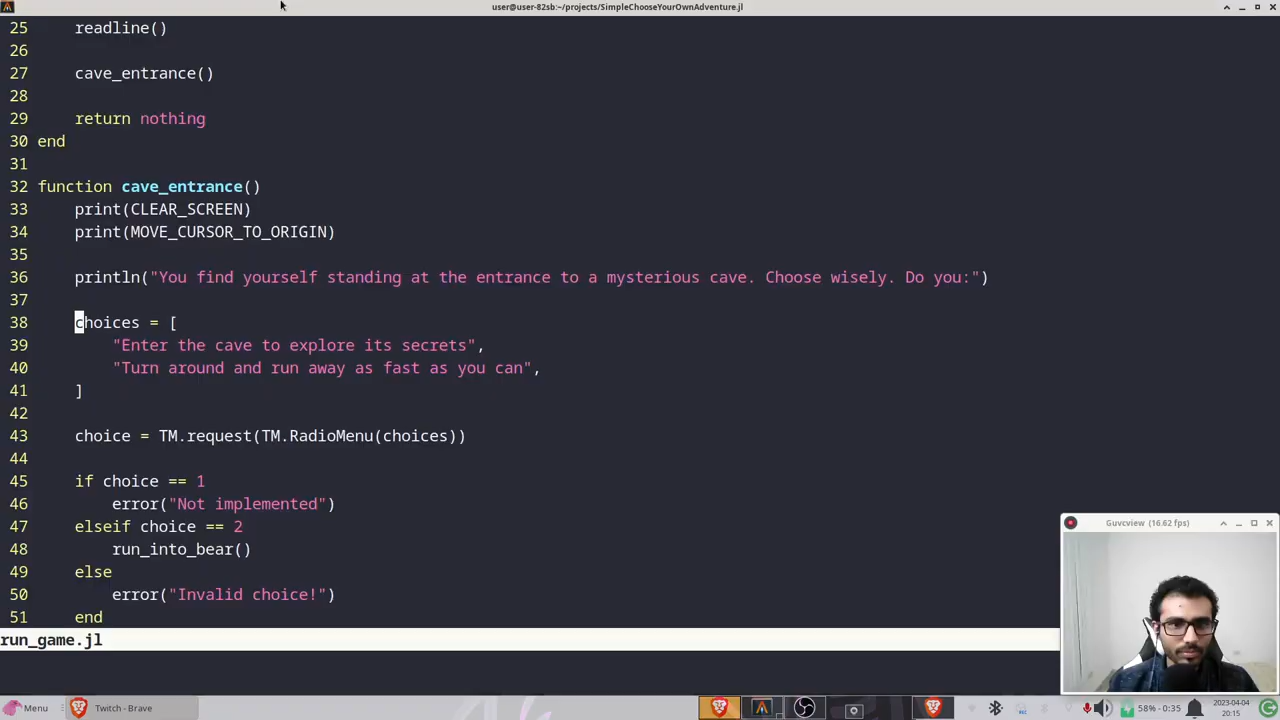 user@user-82sb:~/projects/SimpleChooseYourOwnAdventure.jl
25 readline()
26
27 cave_entrance()
28
29 return nothing
30 end
31
32 function cave_entrance()
33 print(CLEAR_SCREEN)
34 print(MOVE_CURSOR_TO_ORIGIN)
35
36 println("You find yourself standing at the entrance to a mysterious cave. Choose wisely. Do you:")
37
38 choices = [
39 "Enter the cave to explore its secrets",
40 "Turn around and run away as fast as you can",
41 ]
42
43 choice = TM.request(TM.RadioMenu(choices))
44
45 if choice == 1
46 error("Not implemented")
47 elseif choice == 2
48 run_into_bear()
49 else
50 error("Invalid choice!")
51 end
run_game.jl
Guvcview (16.62 fps)
Menu
Twitch - Brave
58% - 0:35
2023-04-04
20:15